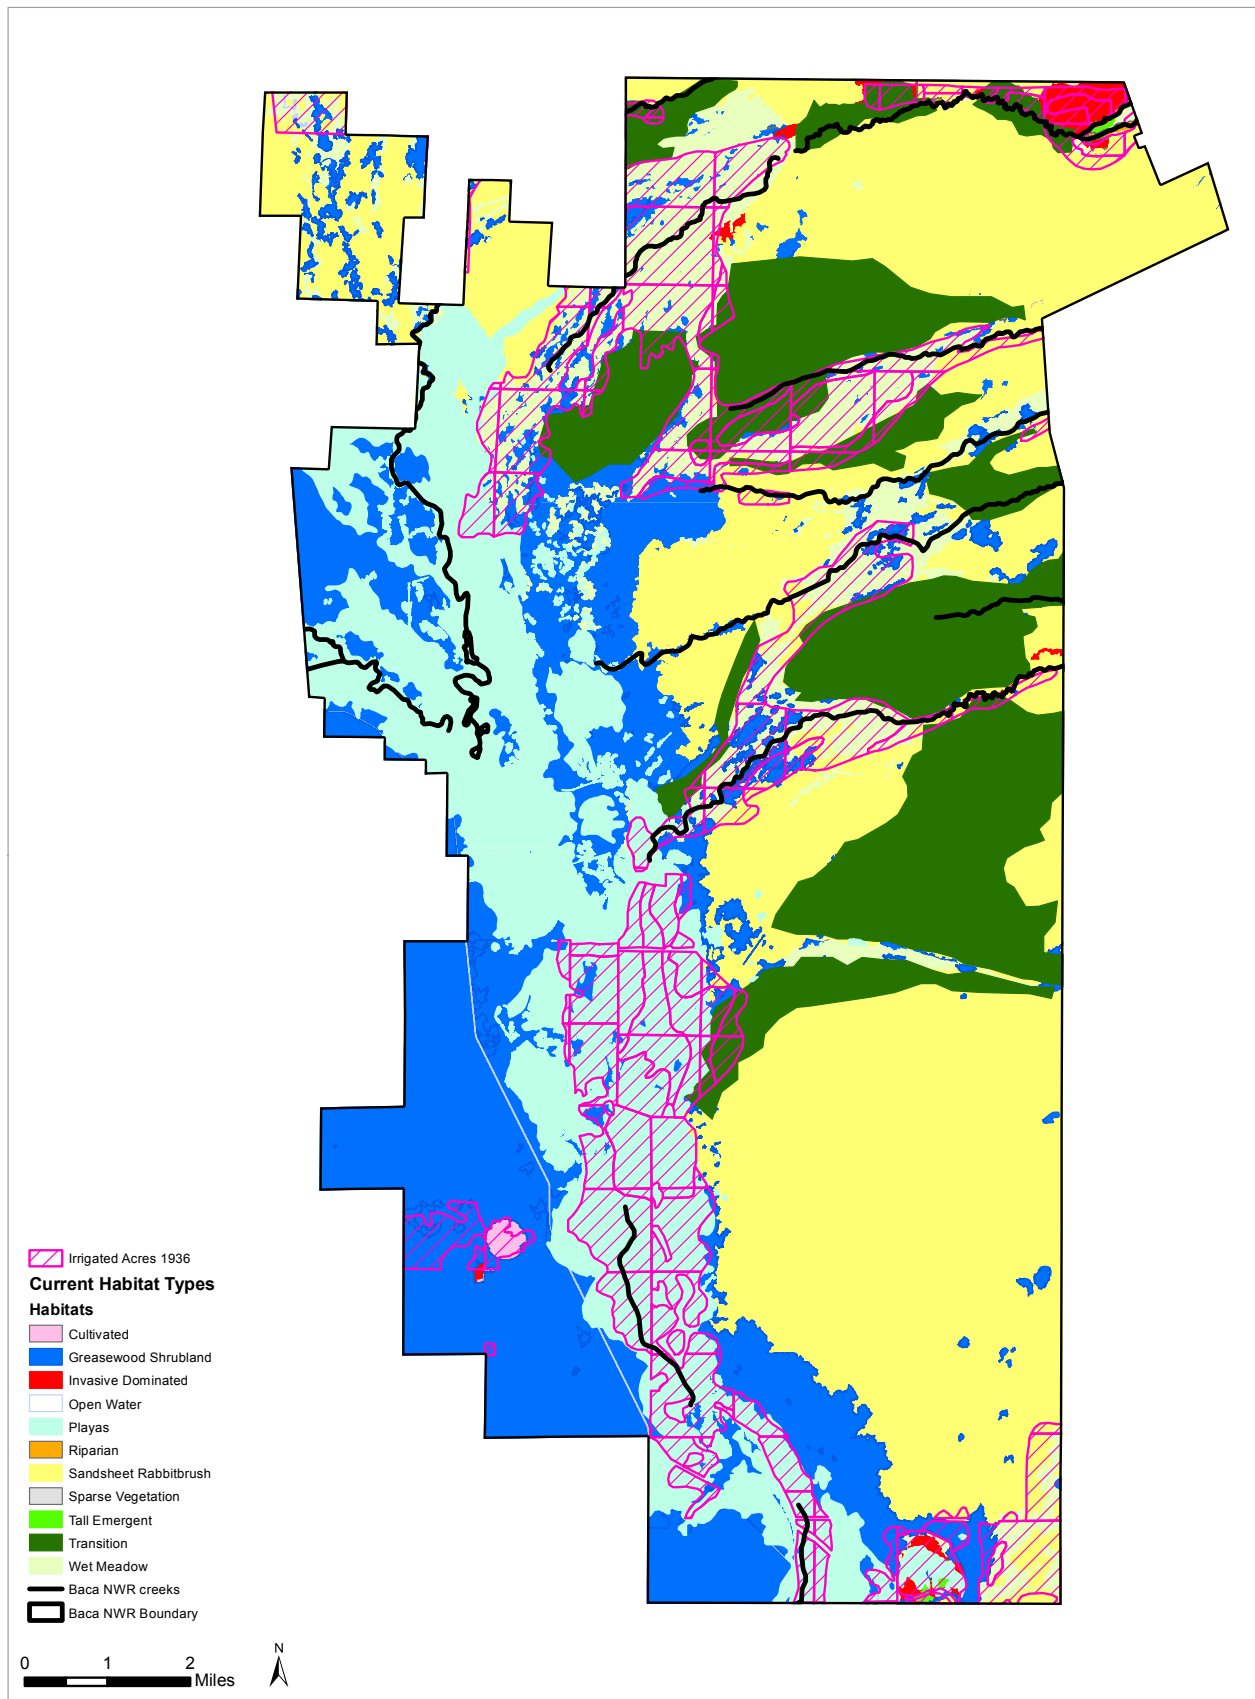 Irrigated Acres 1936
Current Habitat Types
Habitats
Cultivated
Greasewood Shrubland
Invasive Dominated
Open Water
Playas
Riparian
Sandsheet Rabbitbrush
Sparse Vegetation
Tall Emergent
Transition
Wet Meadow
Baca NWR creeks
Baca NWR Boundary
0 1 2
Miles
N